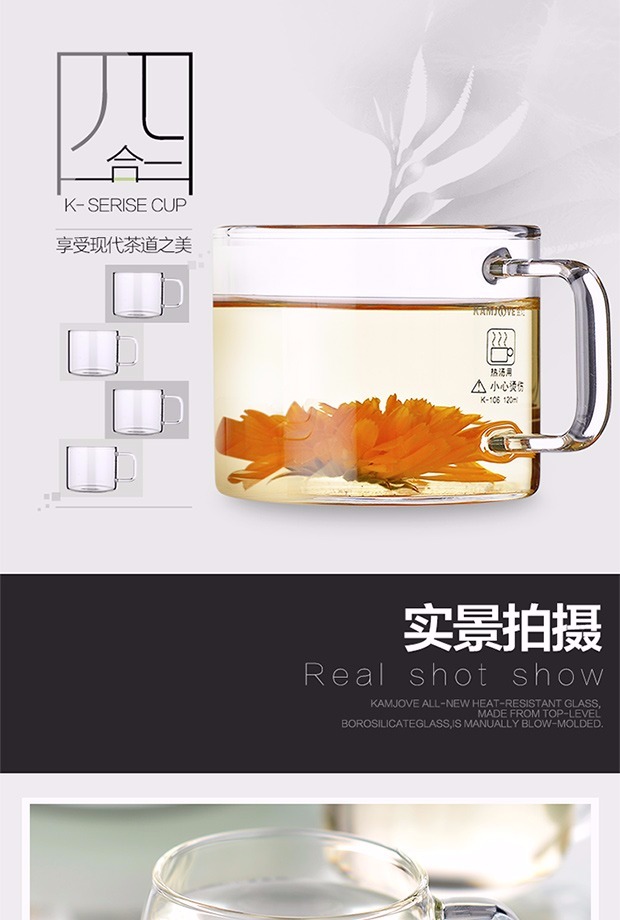 八
合一
K- SERISE CUP
享受现代茶道之美
KAMJOVE
热汤用
小心烫伤
K-106 120ml
实景拍摄
Real shot show
KAMJOVE ALL-NEW HEAT-RESISTANT GLASS,
MADE FROM TOP-LEVEL
BOROSILICATEGLASS,IS MANUALLY BLOW-MOLDED.